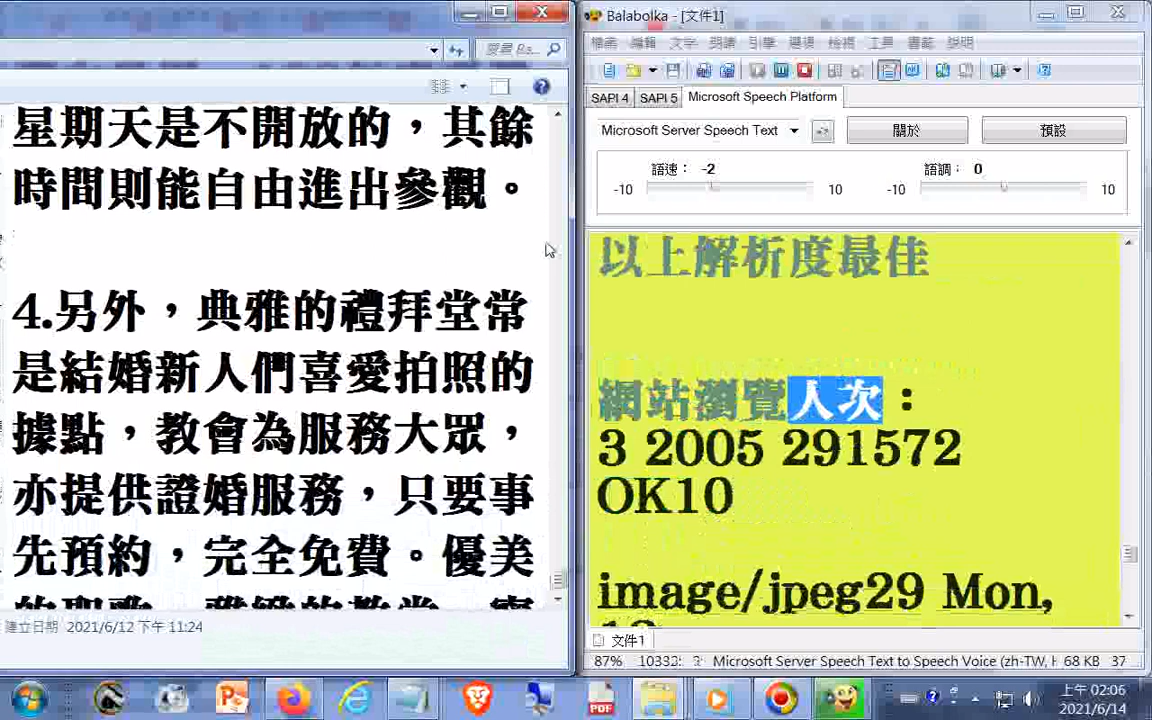 星期天是不開放的，其餘
時間則能自由進出參觀。
4.另外，典雅的禮拜堂常
是結婚新人們喜愛拍照的
據點，教會為服務大眾，
亦提供證婚服務，只要事
先預約，完全免費。優美
建立日期 2021/6/12 下午 11:24
Balabolka - [文件1]
檔案 編輯 文字 朗讀 引擎 選項 檢視 工具 書籤 說明
SAPI 4 SAPI 5 Microsoft Speech Platform
Microsoft Server Speech Text 關於 預設
語速： -2 語調： 0
-10 10 -10 10
以上解析度最佳
網站瀏覽人次：
3 2005 291572
OK10
image/jpeg29 Mon,
文件1
87% Microsoft Server Speech Text to Speech Voice (zh-TW, H 68 KB 37
PDF
上午 02:06
2021/6/14